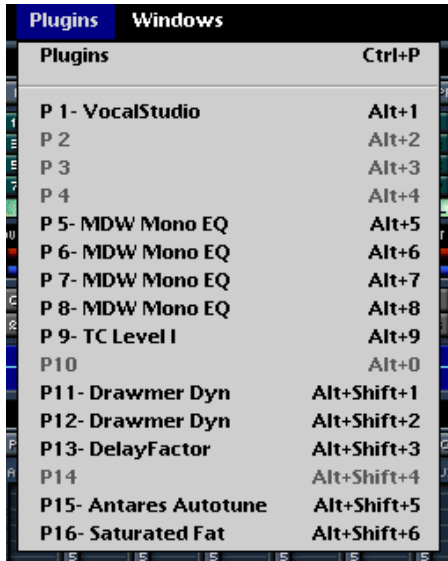 Plugins Windows
Plugins Ctrl+P
P 1- VocalStudio Alt+1
P 2 Alt+2
P 3 Alt+3
P 4 Alt+4
P 5- MDW Mono EQ Alt+5
P 6- MDW Mono EQ Alt+6
P 7- MDW Mono EQ Alt+7
P 8- MDW Mono EQ Alt+8
P 9- TC Level I Alt+9
P10 Alt+0
P11- Drawmer Dyn Alt+Shift+1
P12- Drawmer Dyn Alt+Shift+2
P13- DelayFactor Alt+Shift+3
P14 Alt+Shift+4
P15- Antares Autotune Alt+Shift+5
P16- Saturated Fat Alt+Shift+6